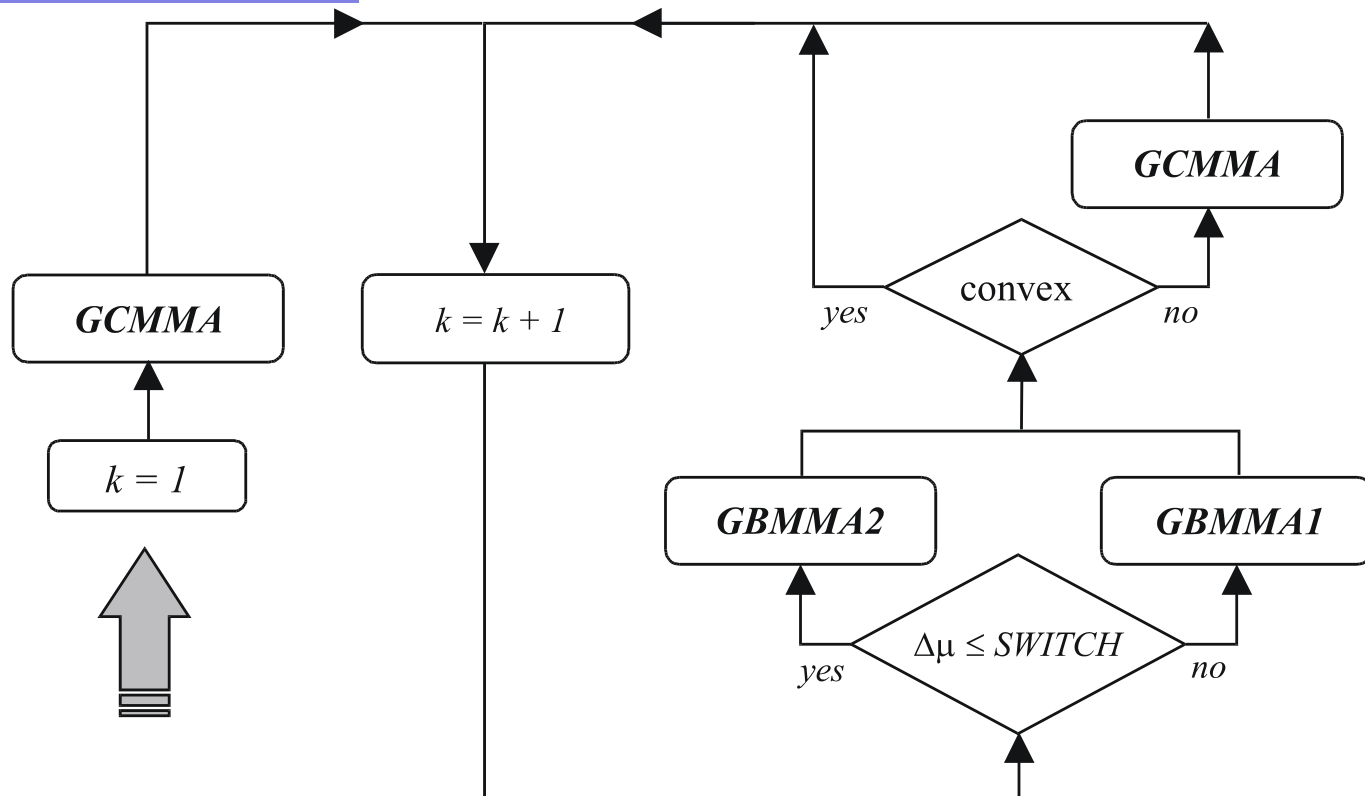 GCMMA
convex
yes
no
GCMMA
k = k + 1
k = 1
GBMMA2
GBMMA1
Δμ ≤ SWITCH
yes
no